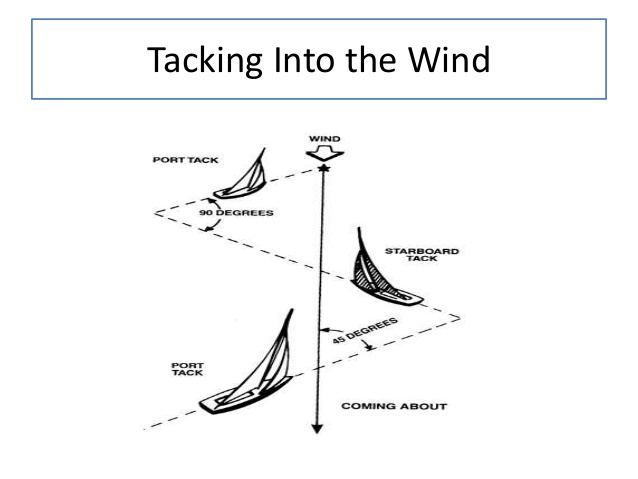 Tacking Into the Wind
WIND
PORT TACK
90 DEGREES
STARBOARD
TACK
45 DEGREES
PORT
TACK
COMING ABOUT